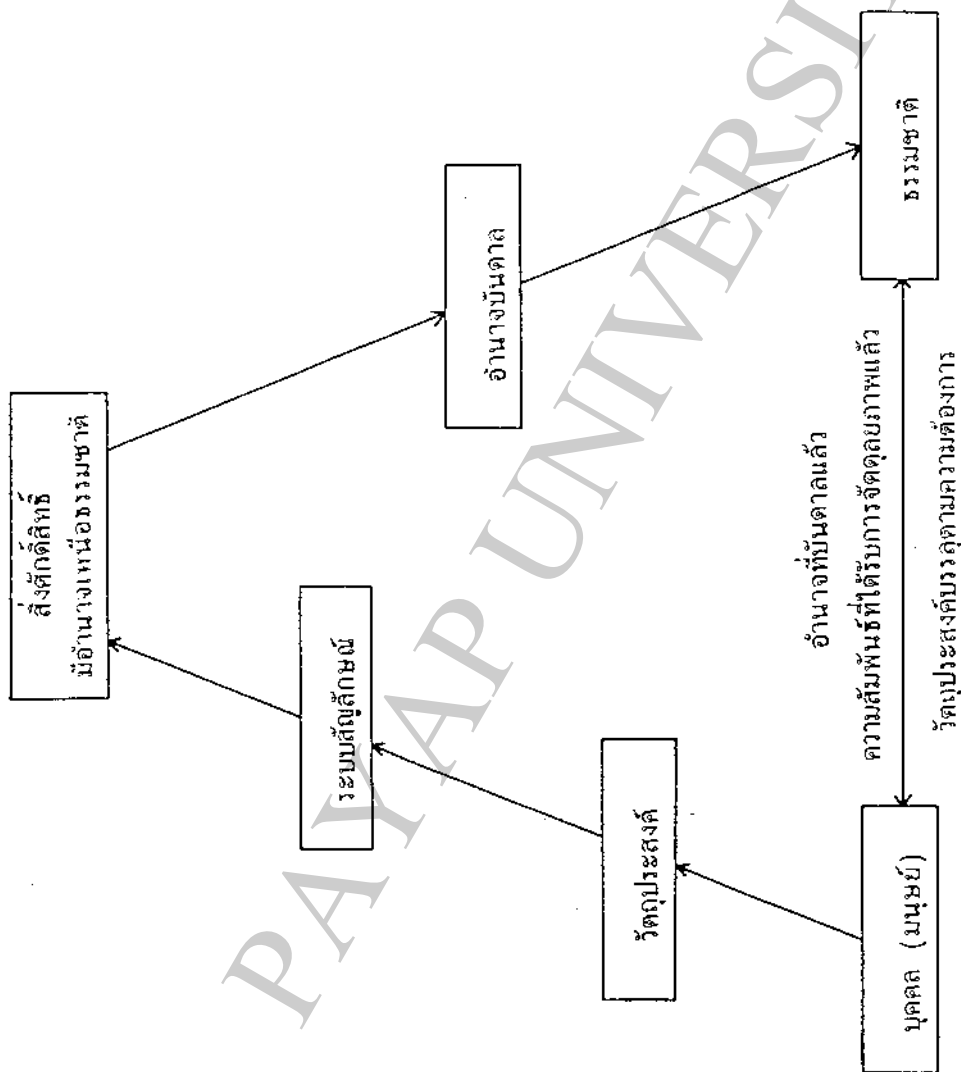 สิ่งศักดิ์สิทธิ์
มีอำนาจเหนือธรรมชาติ
ระบบสัญลักษณ์
อำนาจบันดาล
วัตถุประสงค์
อำนาจที่บันดาลแล้ว
ความสัมพันธ์ที่ได้รับการจัดดุลยภาพแล้ว
บุคคล (มนุษย์)
ธรรมชาติ
วัตถุประสงค์บรรลุตามความต้องการ
PAYAP UNIVERSI